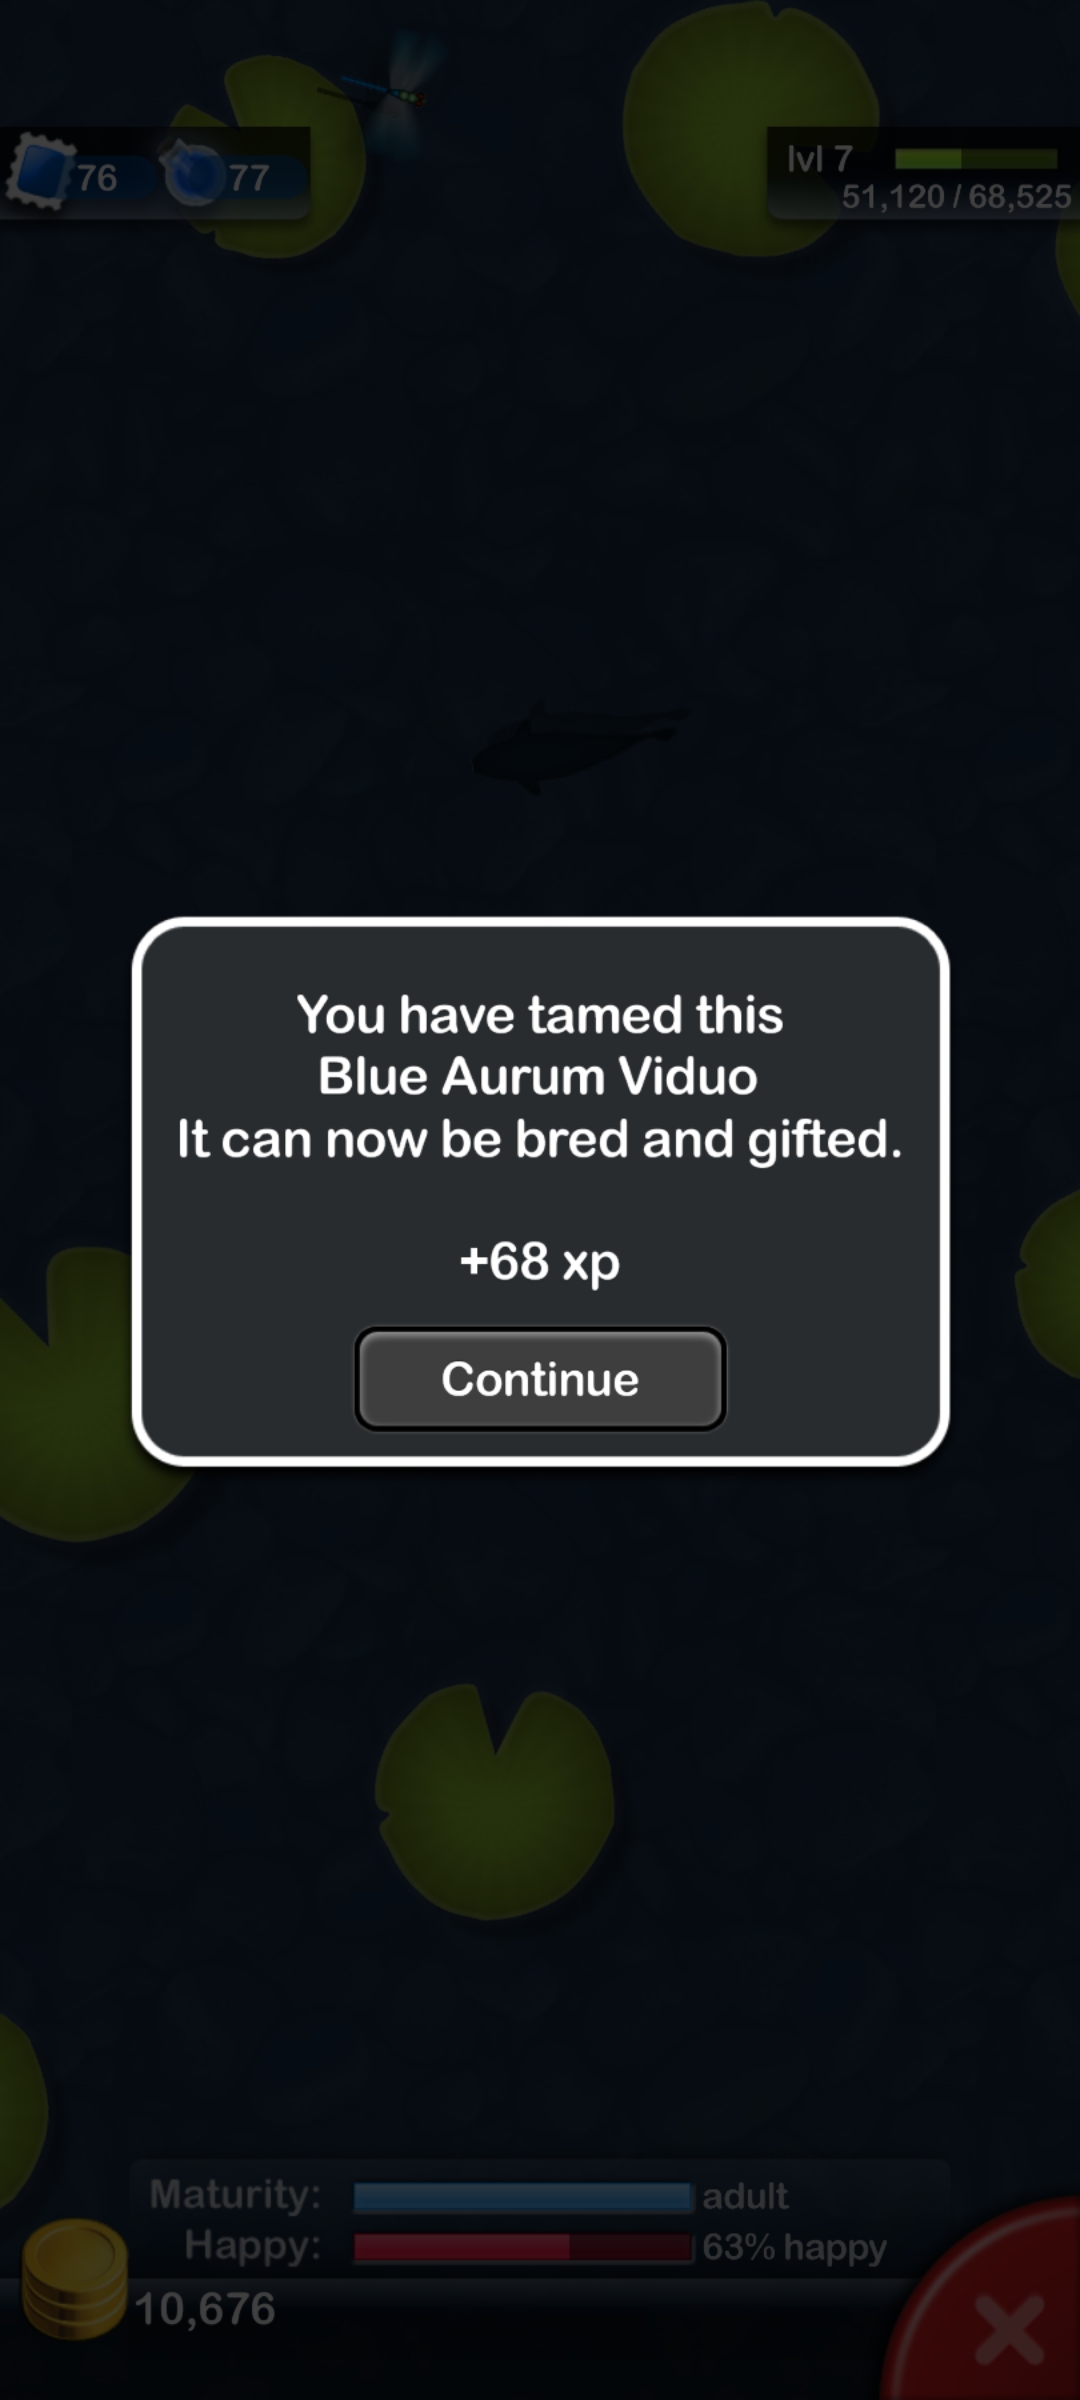 76
77
lvl 7
51,120 / 68,525
You have tamed this
Blue Aurum Viduo
It can now be bred and gifted.
+68 xp
Continue
Maturity: adult
Happy: 63% happy
10,676